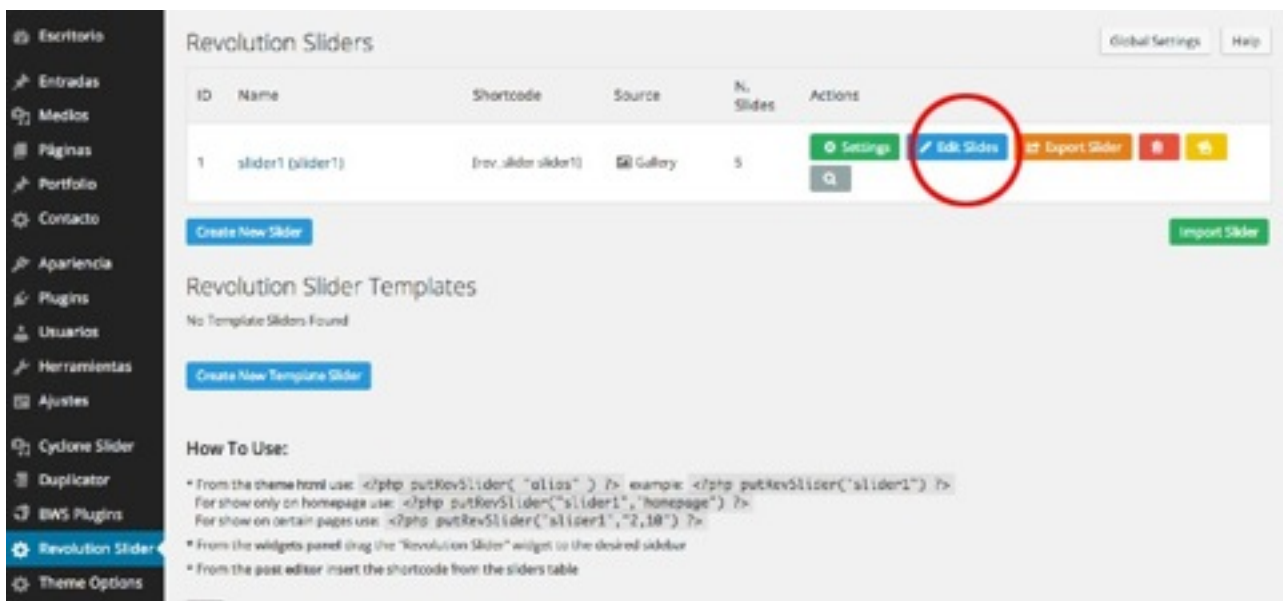 Escritorio
Entradas
Medios
Páginas
Portfolio
Contacto
Apariencia
Plugins
Usuarios
Herramientas
Ajustes
Cyclone Slider
Duplicator
BWS Plugins
Revolution Slider
Theme Options
Revolution Sliders
Global Settings Help
ID Name Shortcode Source N. Slides Actions
1 slider1 (slider1) [rev_slider slider1] Gallery 5 Settings Edit Slides Export Slider
Create New Slider Import Slider
Revolution Slider Templates
No Template Sliders Found
Create New Template Slider
How To Use:
* From the theme html use: <?php putRevSlider( "alias" ) ?> example: <?php putRevSlider("slider1") ?>
For show only on homepage use: <?php putRevSlider("slider1","homepage") ?>
For show on certain pages use: <?php putRevSlider("slider1","2,10") ?>
* From the widgets panel drag the "Revolution Slider" widget to the desired sidebar
* From the post editor insert the shortcode from the sliders table